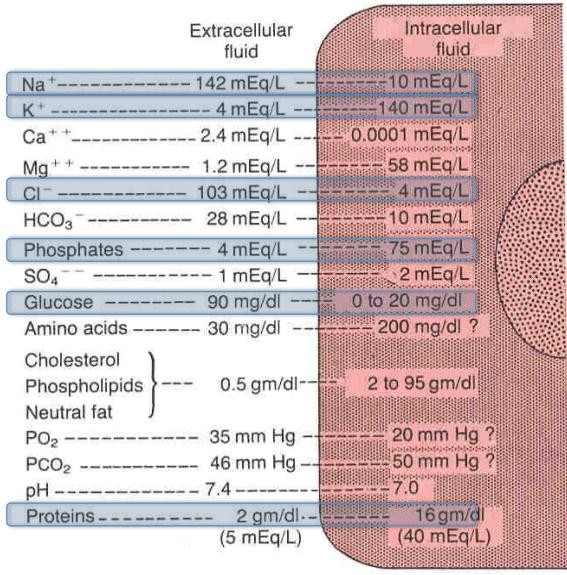 Extracellular fluid
Intracellular fluid
Na⁺ 142 mEq/L 10 mEq/L
K⁺ 4 mEq/L 140 mEq/L
Ca⁺⁺ 2.4 mEq/L 0.0001 mEq/L
Mg⁺⁺ 1.2 mEq/L 58 mEq/L
Cl⁻ 103 mEq/L 4 mEq/L
HCO₃⁻ 28 mEq/L 10 mEq/L
Phosphates 4 mEq/L 75 mEq/L
SO₄⁻⁻ 1 mEq/L 2 mEq/L
Glucose 90 mg/dl 0 to 20 mg/dl
Amino acids 30 mg/dl 200 mg/dl ?
Cholesterol
Phospholipids 0.5 gm/dl 2 to 95 gm/dl
Neutral fat
PO₂ 35 mm Hg 20 mm Hg ?
PCO₂ 46 mm Hg 50 mm Hg ?
pH 7.4 7.0
Proteins 2 gm/dl 16 gm/dl
(5 mEq/L) (40 mEq/L)